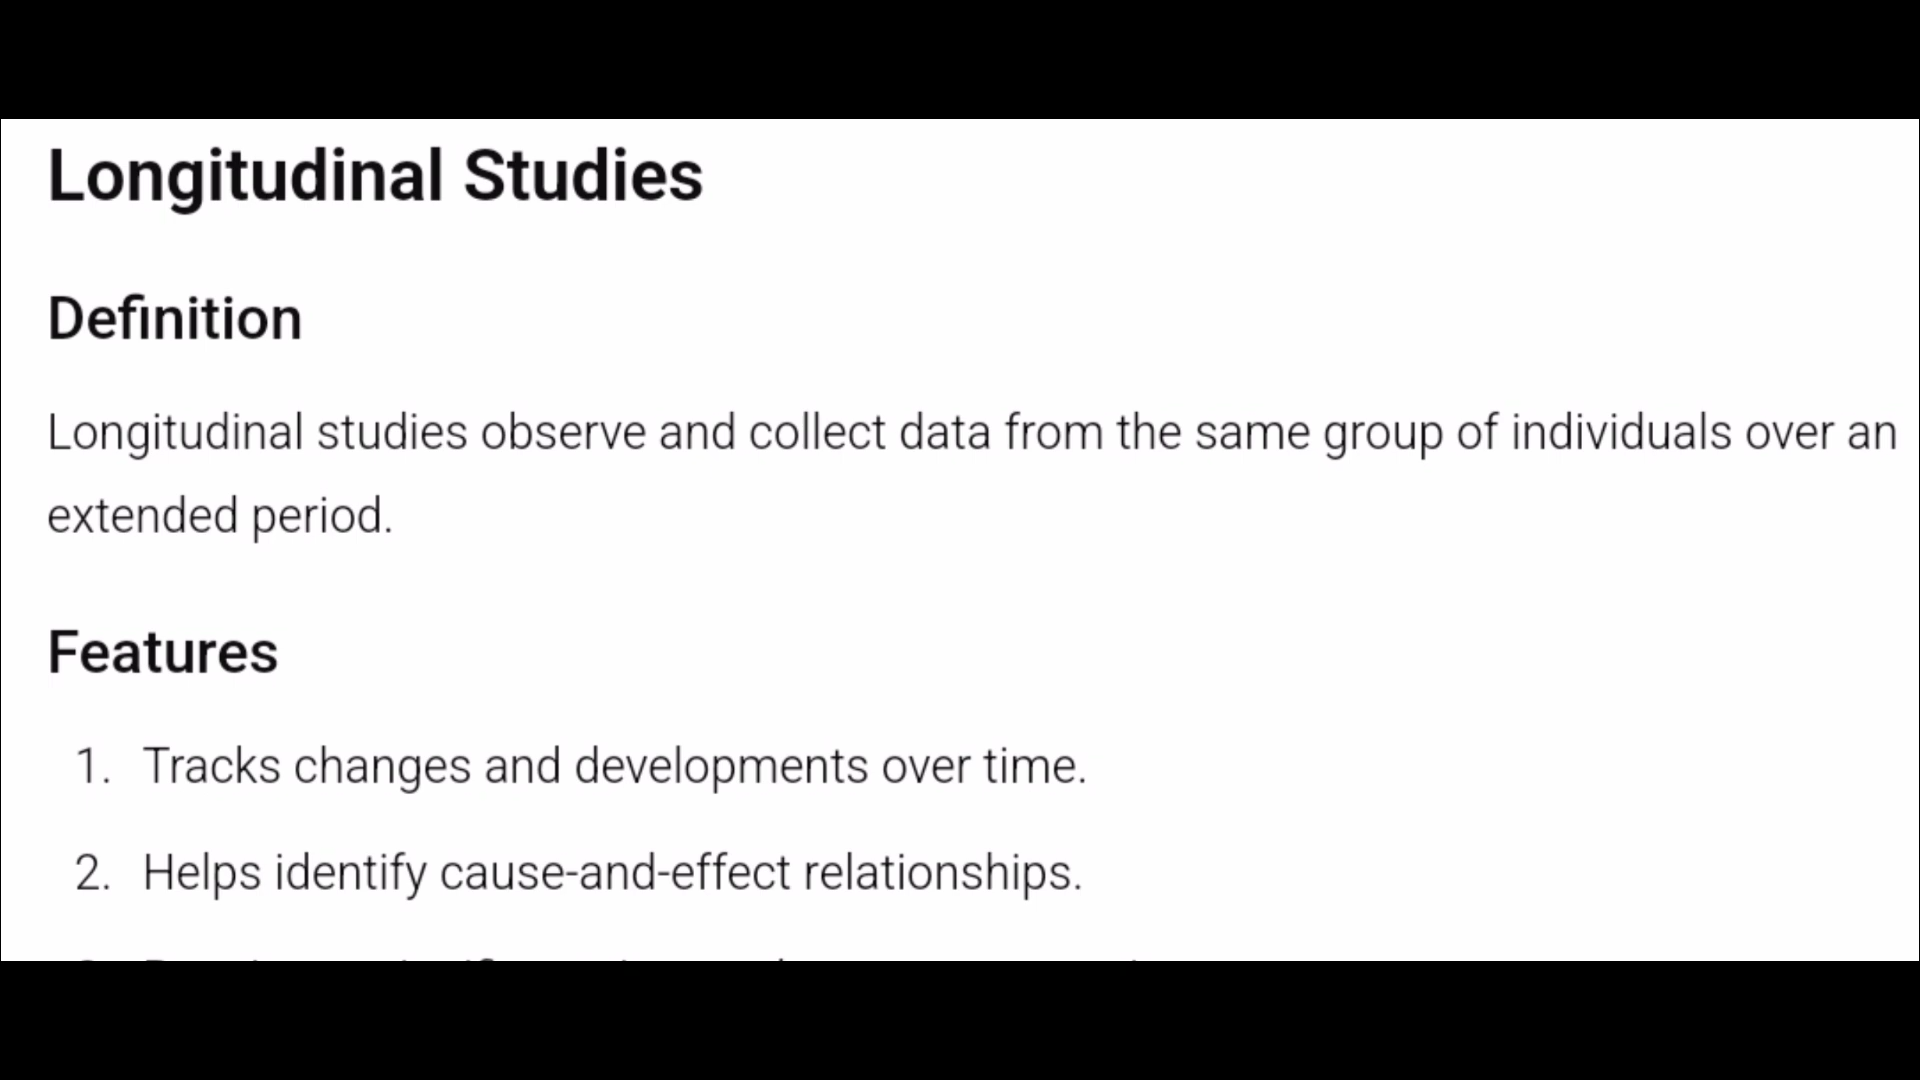 Longitudinal Studies
Definition
Longitudinal studies observe and collect data from the same group of individuals over an
extended period.
Features
1. Tracks changes and developments over time.
2. Helps identify cause-and-effect relationships.